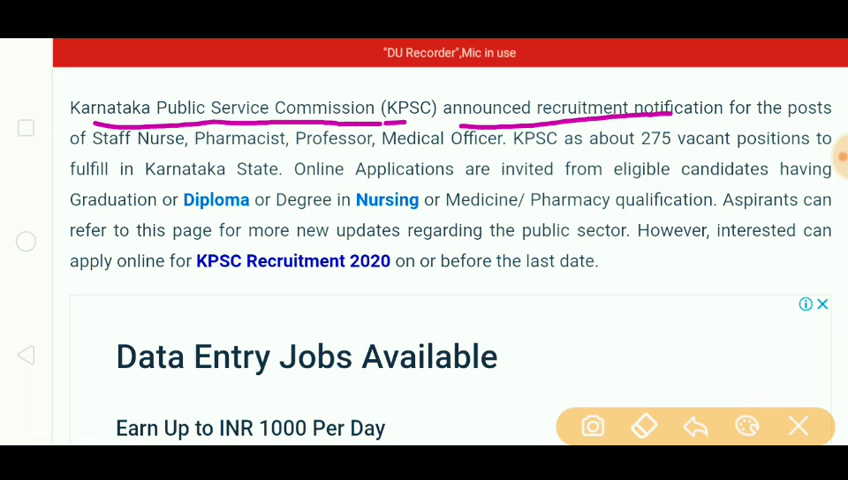 "DU Recorder",Mic in use
Karnataka Public Service Commission (KPSC) announced recruitment notification for the posts
of Staff Nurse, Pharmacist, Professor, Medical Officer. KPSC as about 275 vacant positions to
fulfill in Karnataka State. Online Applications are invited from eligible candidates having
Graduation or Diploma or Degree in Nursing or Medicine/ Pharmacy qualification. Aspirants can
refer to this page for more new updates regarding the public sector. However, interested can
apply online for KPSC Recruitment 2020 on or before the last date.
Data Entry Jobs Available
Earn Up to INR 1000 Per Day